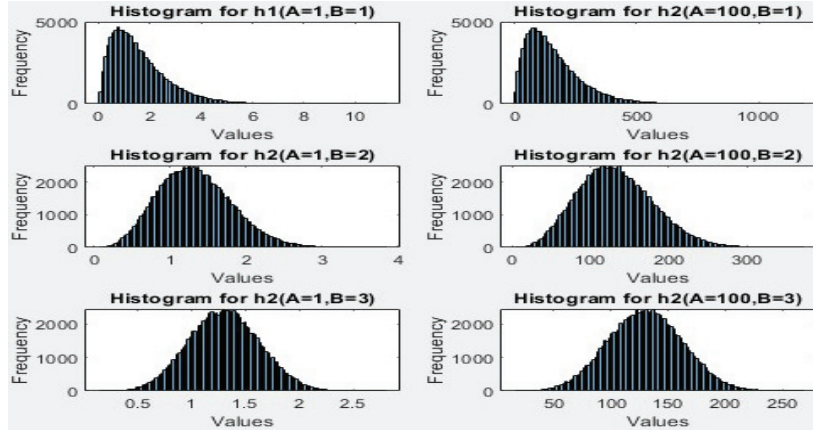 Histogram for h1(A=1,B=1)
5000
0
Frequency
0 2 4 6 8 10
Values
Histogram for h2(A=100,B=1)
5000
0
Frequency
0 500 1000
Values
Histogram for h2(A=1,B=2)
2000
1000
0
Frequency
0 1 2 3 4
Values
Histogram for h2(A=100,B=2)
2000
1000
0
Frequency
0 100 200 300
Values
Histogram for h2(A=1,B=3)
2000
1000
0
Frequency
0.5 1 1.5 2 2.5
Values
Histogram for h2(A=100,B=3)
2000
1000
0
Frequency
50 100 150 200 250
Values